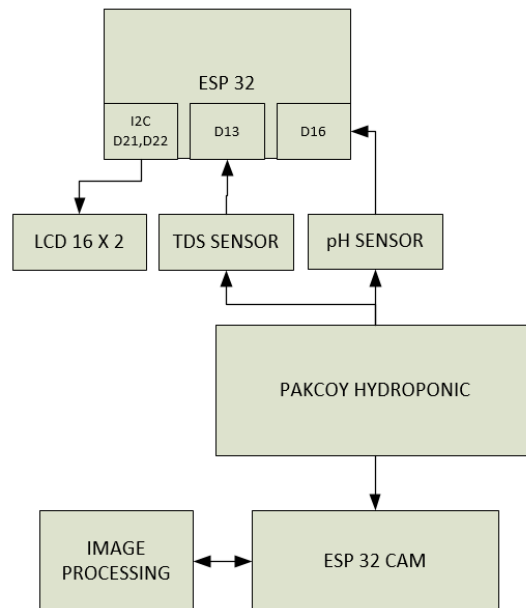 ESP 32
I2C
D21,D22
D13
D16
LCD 16 X 2
TDS SENSOR
pH SENSOR
PAKCOY HYDROPONIC
IMAGE
PROCESSING
ESP 32 CAM